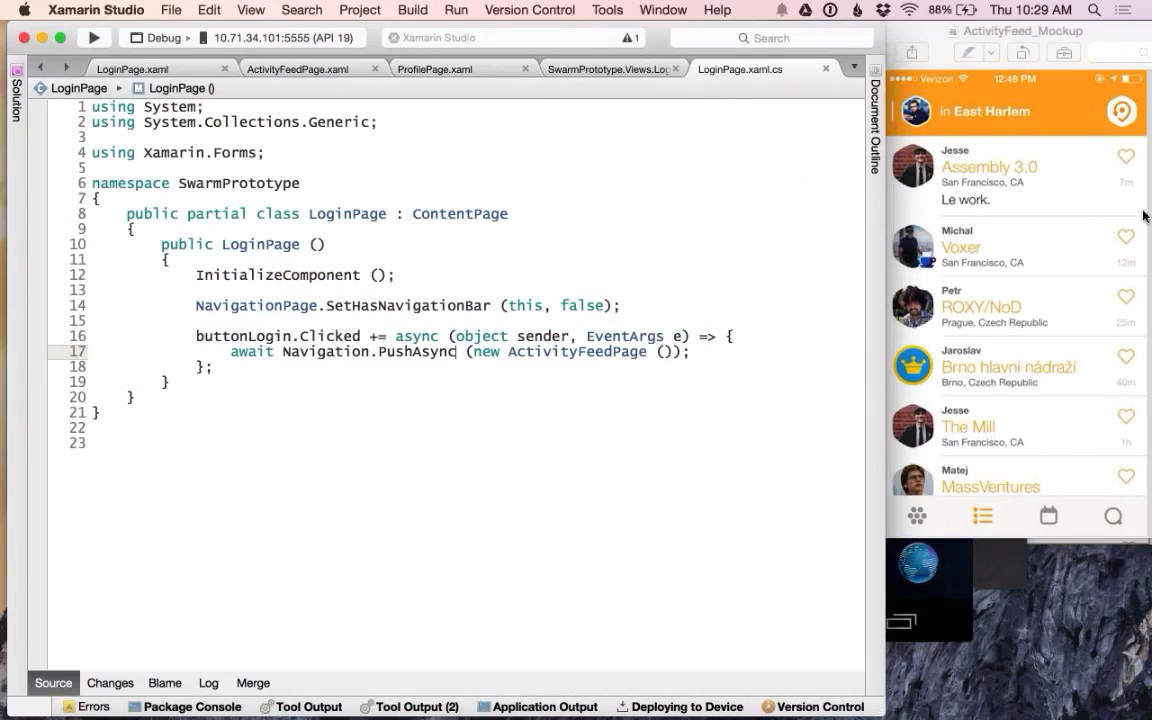 Xamarin Studio File Edit View Search Project Build Run Version Control Tools Window Help 88% Thu 10:29 AM
Debug 10.71.34.101:5555 (API 19) Xamarin Studio 1 Search
ActivityFeed_Mockup
LoginPage.xaml ActivityFeedPage.xaml ProfilePage.xaml SwarmPrototype.Views.Log LoginPage.xaml.cs
LoginPage LoginPage ()
Solution
Document Outline
1 using System;
2 using System.Collections.Generic;
3
4 using Xamarin.Forms;
5
6 namespace SwarmPrototype
7 {
8 public partial class LoginPage : ContentPage
9 {
10 public LoginPage ()
11 {
12 InitializeComponent ();
13
14 NavigationPage.SetHasNavigationBar (this, false);
15
16 buttonLogin.Clicked += async (object sender, EventArgs e) => {
17 await Navigation.PushAsync (new ActivityFeedPage ());
18 };
19 }
20 }
21 }
22
23
Source Changes Blame Log Merge
Errors Package Console Tool Output Tool Output (2) Application Output Deploying to Device Version Control
Verizon 12:48 PM
in East Harlem
Jesse
Assembly 3.0
San Francisco, CA 7m
Le work.
Michal
Voxer
San Francisco, CA 12m
Petr
ROXY/NoD
Prague, Czech Republic 25m
Jaroslav
Brno hlavní nádraží
Brno, Czech Republic 40m
Jesse
The Mill
San Francisco, CA 1h
Matej
MassVentures